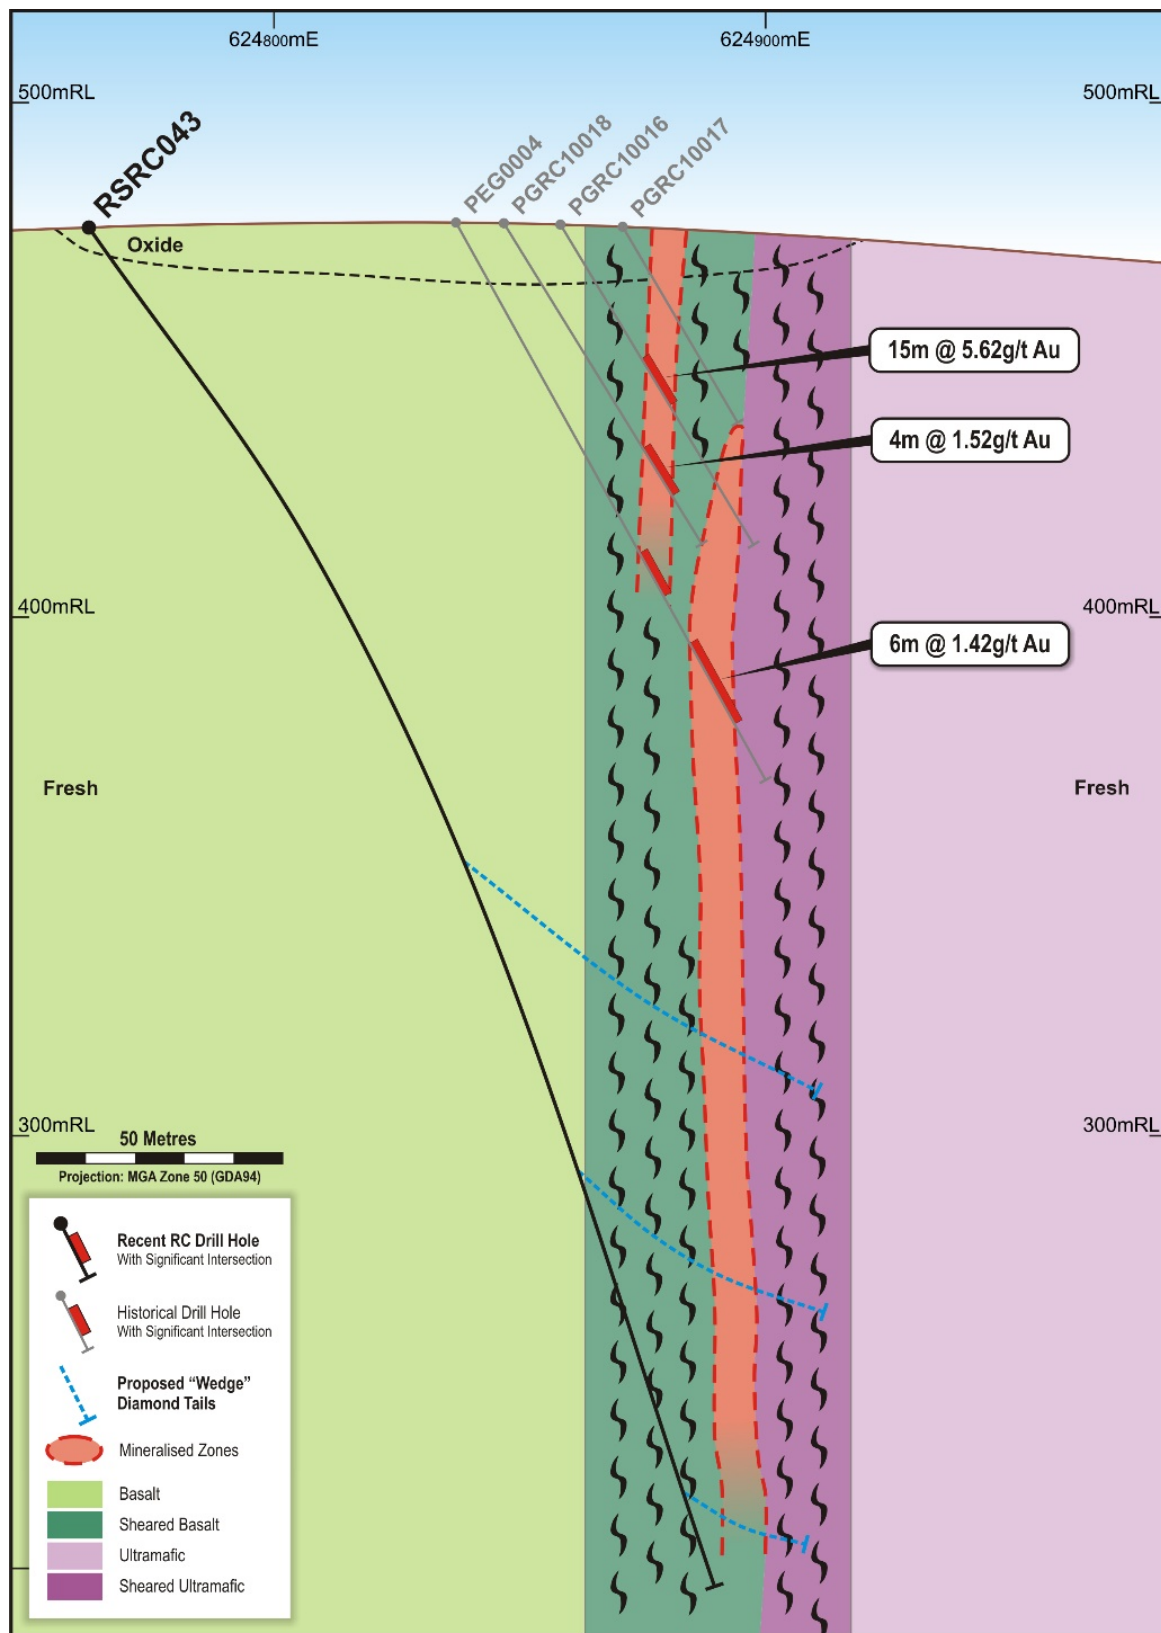 624800mE
624900mE
500mRL
500mRL
RSRC043
PEG0004
PGRC10018
PGRC10016
PGRC10017
Oxide
15m @ 5.62g/t Au
4m @ 1.52g/t Au
400mRL
400mRL
6m @ 1.42g/t Au
Fresh
Fresh
300mRL
300mRL
50 Metres
Projection: MGA Zone 50 (GDA94)
Recent RC Drill Hole
With Significant Intersection
Historical Drill Hole
With Significant Intersection
Proposed “Wedge”
Diamond Tails
Mineralised Zones
Basalt
Sheared Basalt
Ultramafic
Sheared Ultramafic